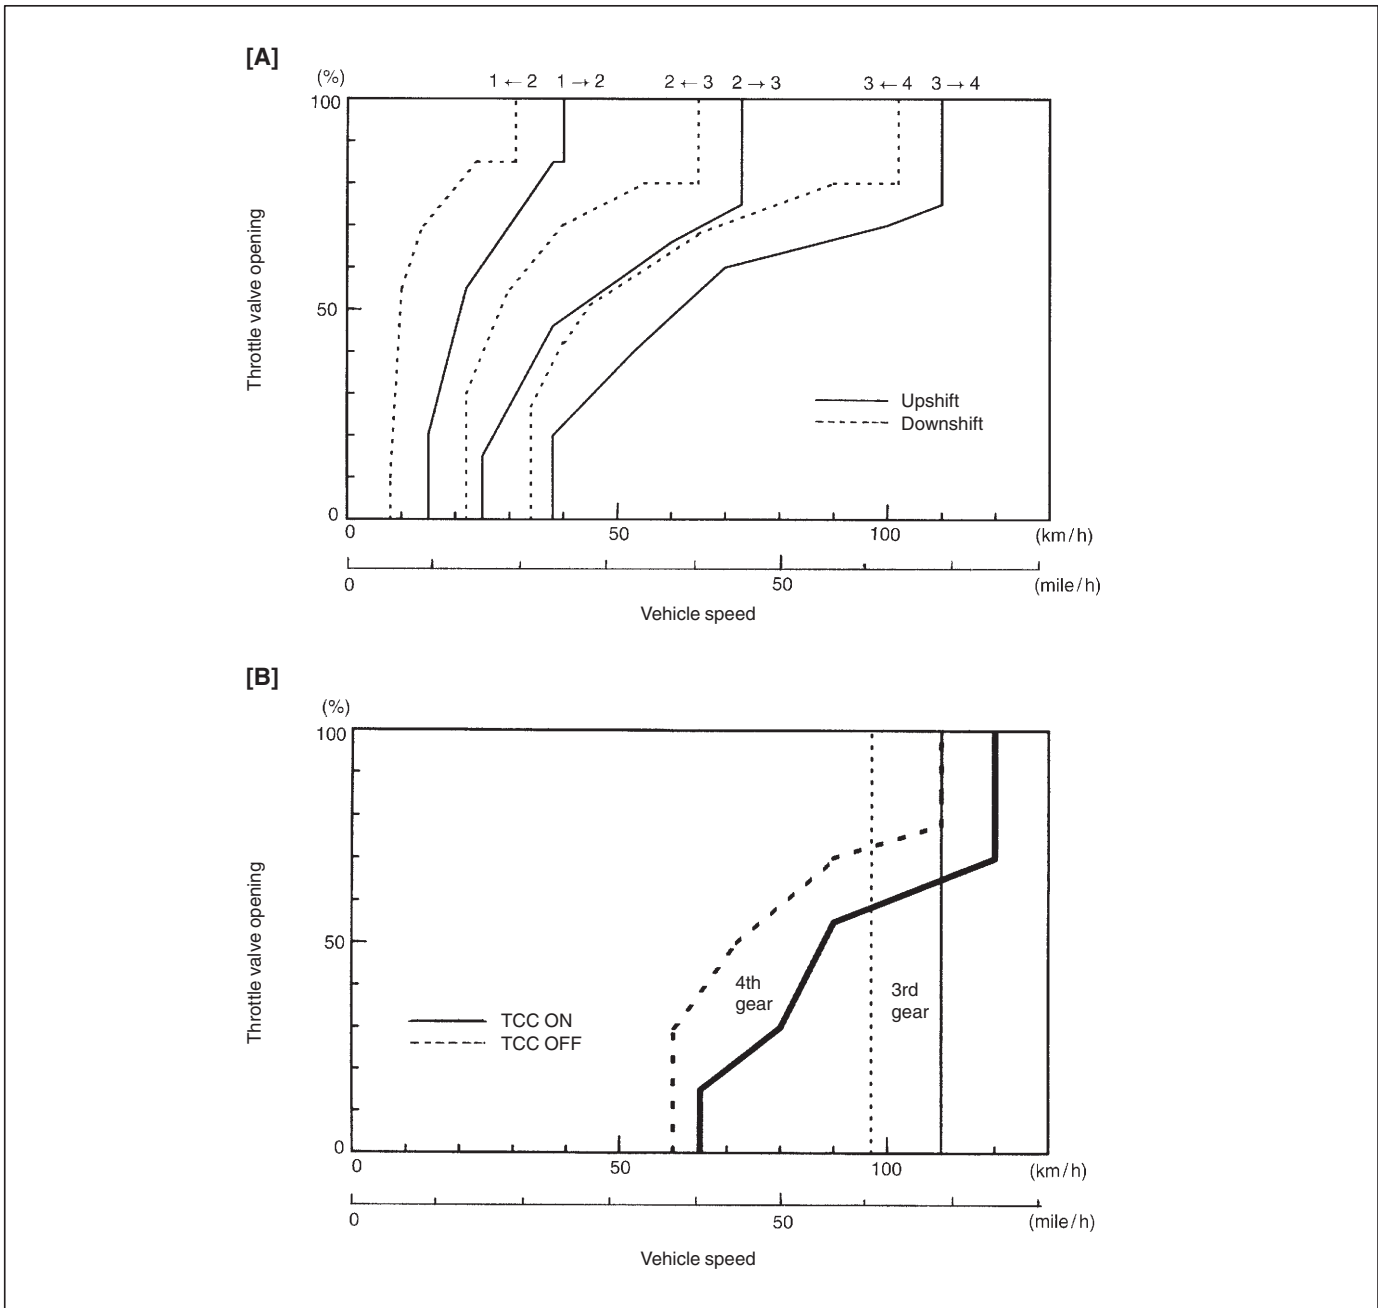 [A]
(%)
1 ← 2 1 → 2 2 ← 3 2 → 3 3 ← 4 3 → 4
100
Throttle valve opening
50
Upshift
Downshift
0
0 50 100 (km/h)
0 50 (mile/h)
Vehicle speed
[B]
(%)
100
Throttle valve opening
50
4th
gear
3rd
gear
TCC ON
TCC OFF
0
0 50 100 (km/h)
0 50 (mile/h)
Vehicle speed